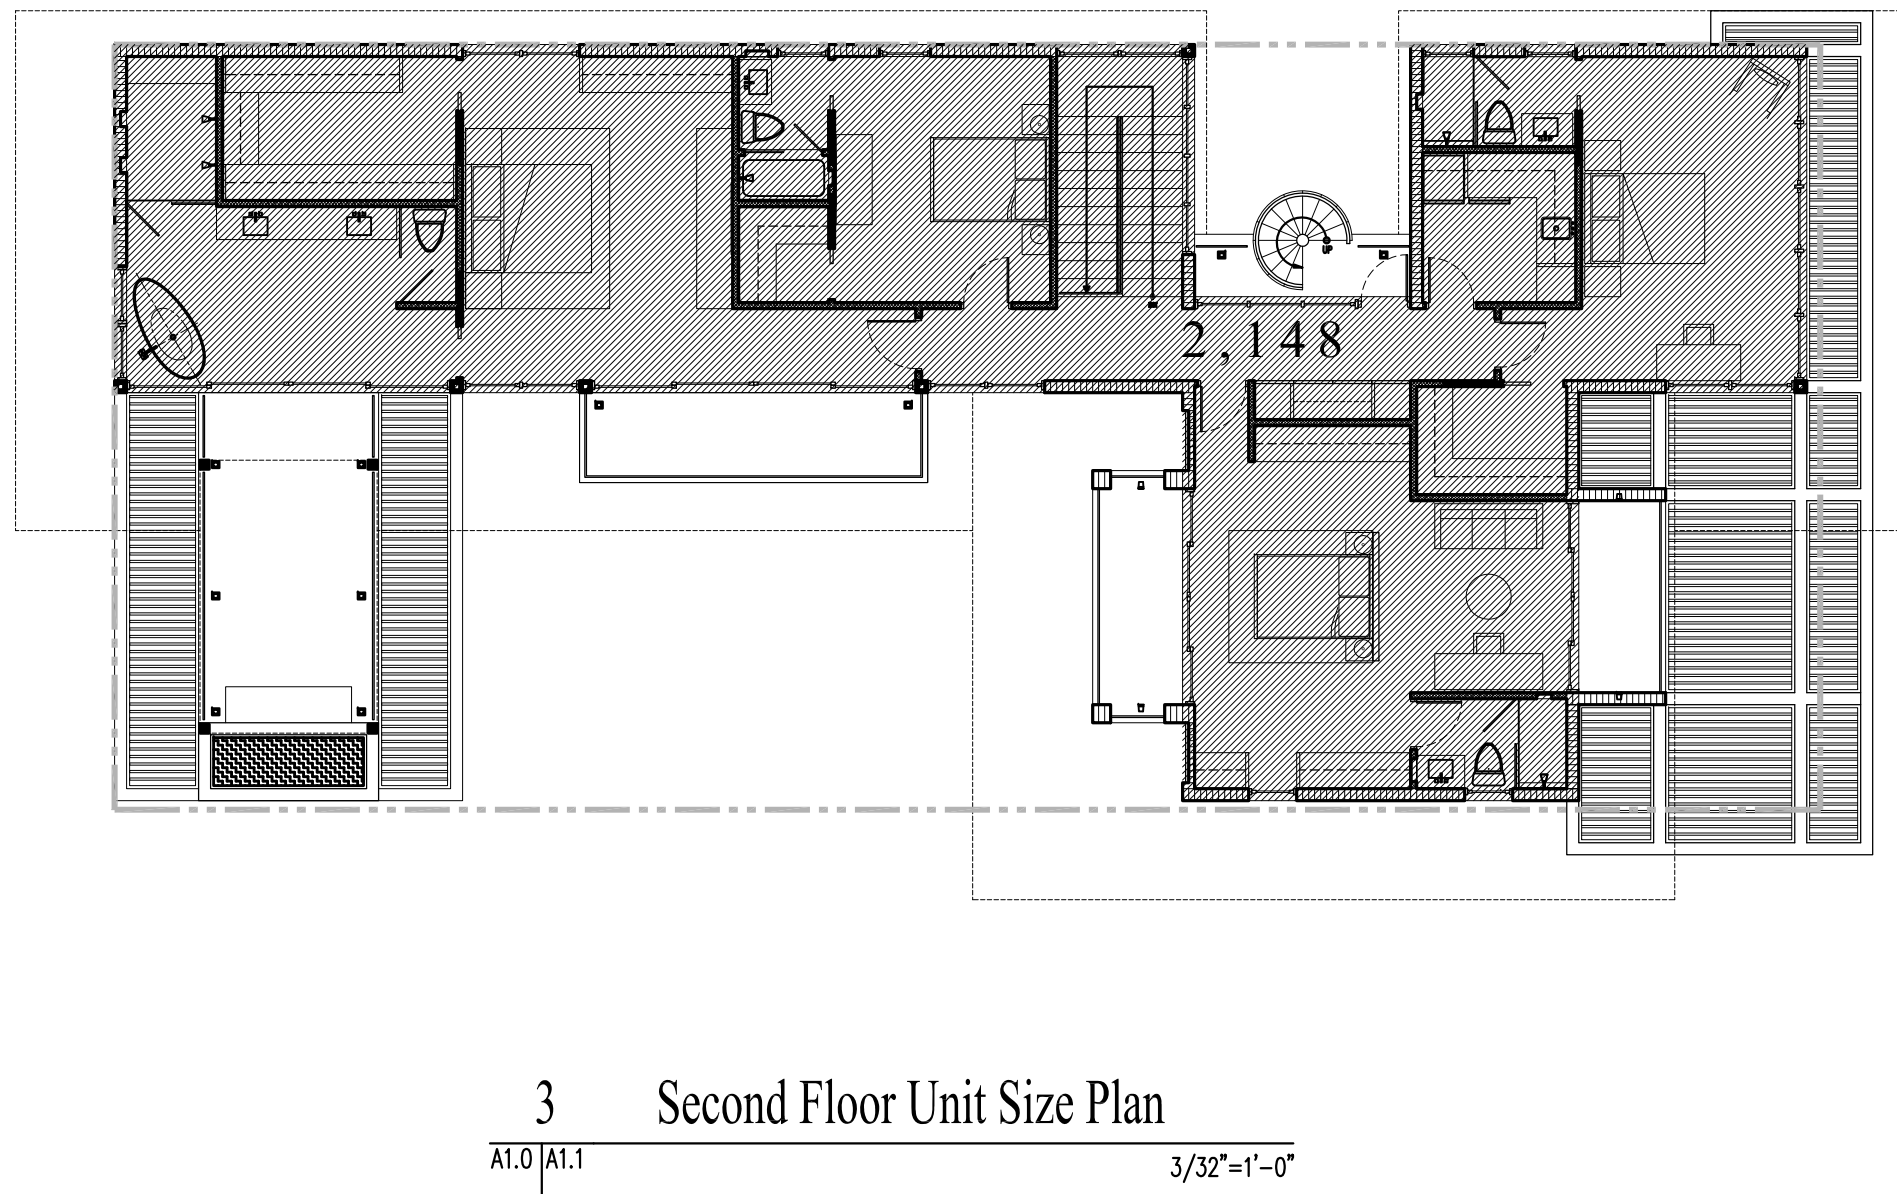 UP
2,148
3 Second Floor Unit Size Plan
A1.0 A1.1 3/32"=1'-0"